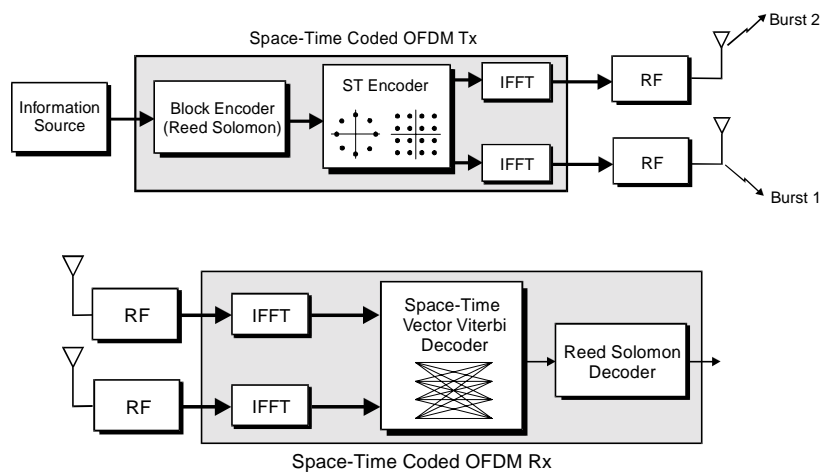 Space-Time Coded OFDM Tx
Burst 2
Information
Source
Block Encoder
(Reed Solomon)
ST Encoder
IFFT
RF
IFFT
RF
Burst 1
RF
IFFT
Space-Time
Vector Viterbi
Decoder
Reed Solomon
Decoder
RF
IFFT
Space-Time Coded OFDM Rx